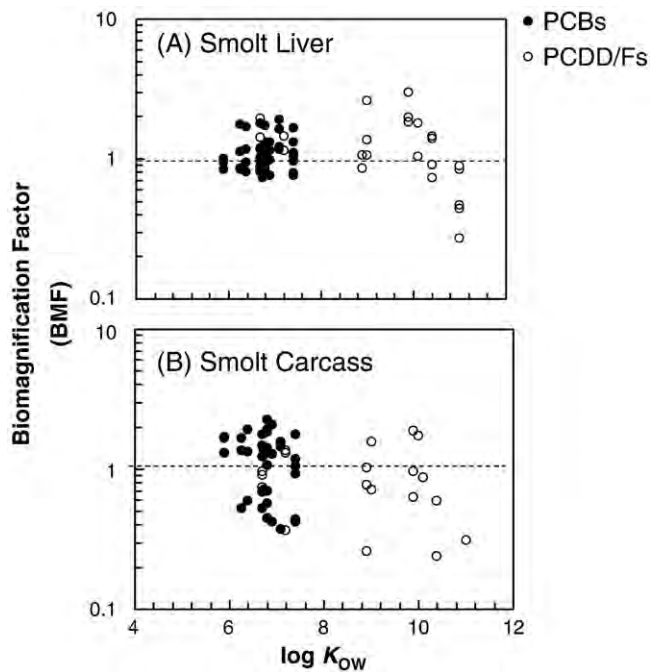 (A) Smolt Liver
● PCBs
○ PCDD/Fs
10
1
0.1
Biomagnification Factor
(BMF)
(B) Smolt Carcass
10
1
0.1
4 6 8 10 12
log KOW